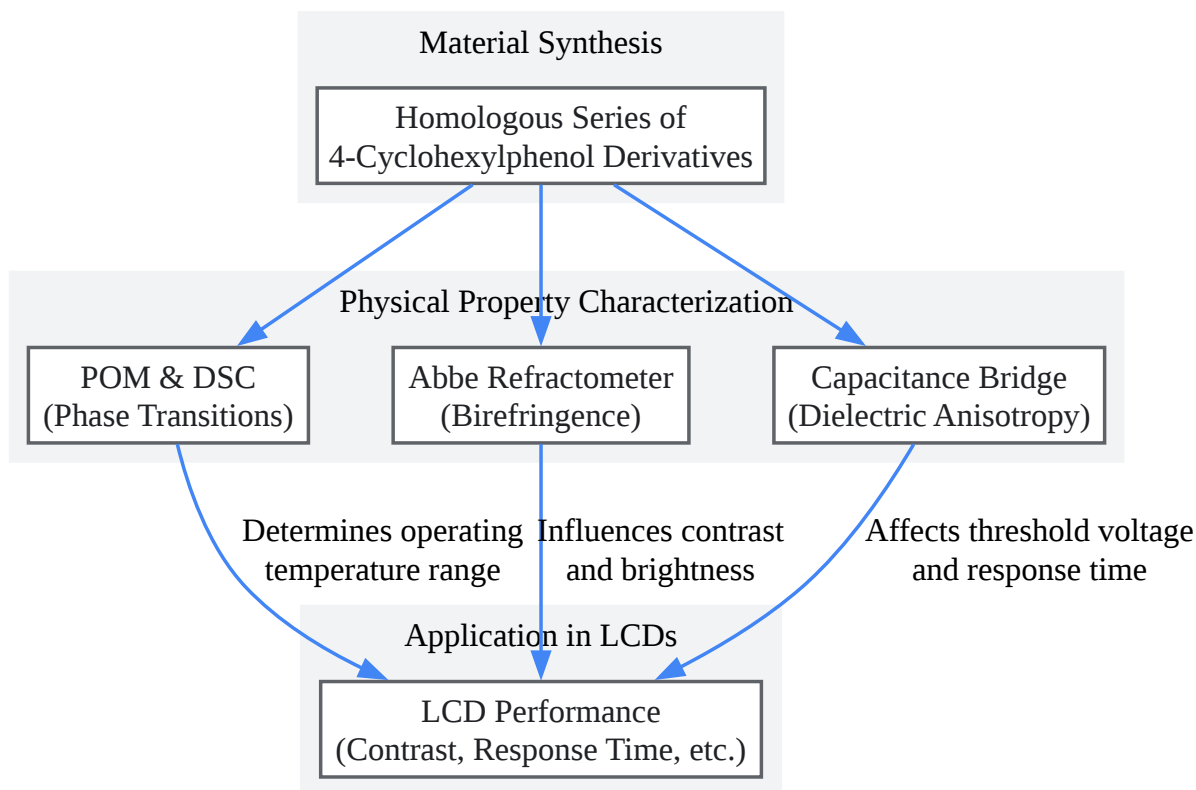 Material Synthesis
Homologous Series of
4-Cyclohexylphenol Derivatives
Physical Property Characterization
POM & DSC
(Phase Transitions)
Abbe Refractometer
(Birefringence)
Capacitance Bridge
(Dielectric Anisotropy)
Determines operating
temperature range
Influences contrast
and brightness
Affects threshold voltage
and response time
Application in LCDs
LCD Performance
(Contrast, Response Time, etc.)